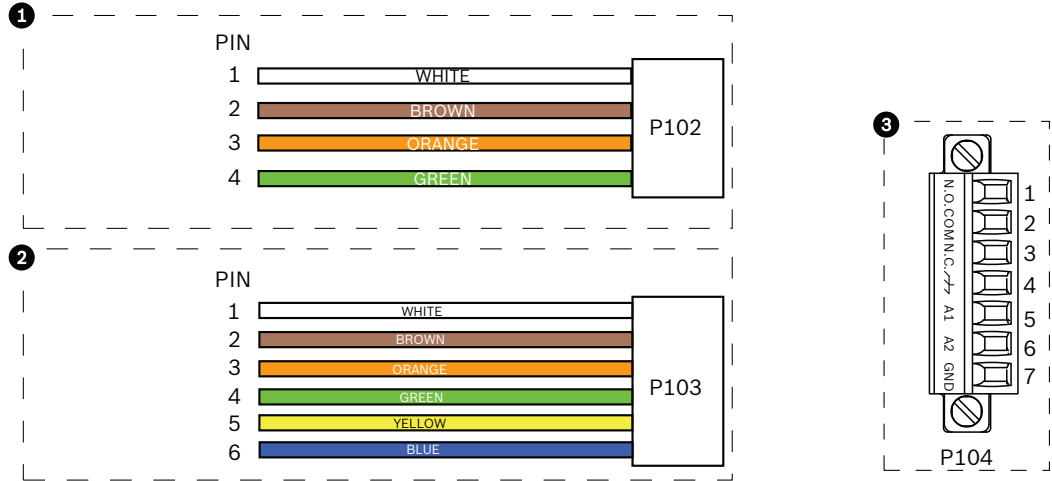 1
PIN
1 WHITE
2 BROWN
P102
3 ORANGE
4 GREEN
2
PIN
1 WHITE
2 BROWN
3 ORANGE
P103
4 GREEN
5 YELLOW
6 BLUE
3
N.O. 1
COM 2
N.C. 3
4
A1 5
A2 6
GND 7
P104